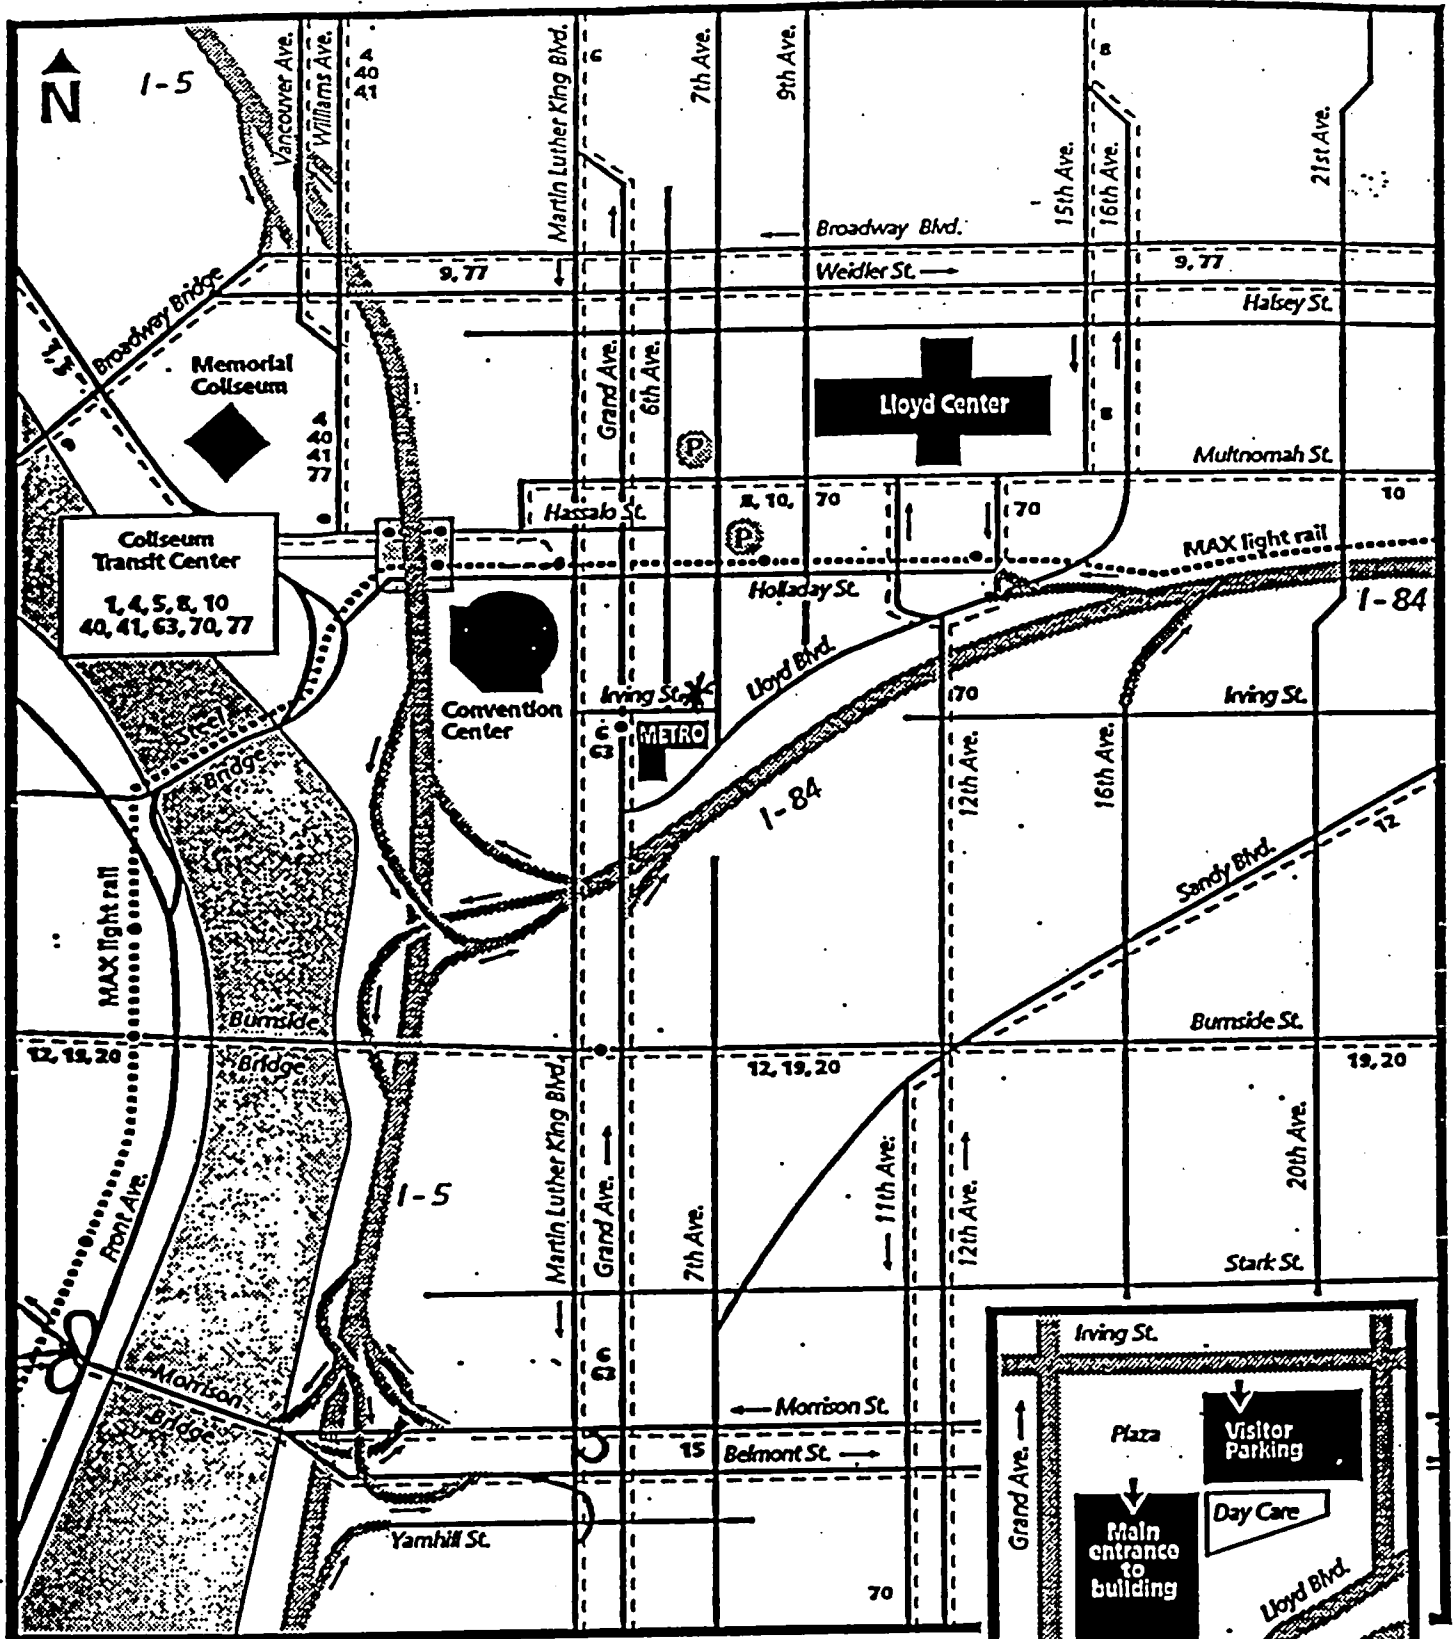 N
I-5
Vancouver Ave.
Williams Ave.
4
40
41
Martin Luther King Blvd.
6
7th Ave.
9th Ave.
15th Ave.
8
16th Ave.
21st Ave.
Broadway Blvd.
9, 77
Weidler St.
9, 77
Halsey St.
Broadway Bridge
Memorial
Coliseum
Grand Ave.
6th Ave.
Lloyd Center
9
4
40
41
77
P
8
Multnomah St.
Hassalo St.
8, 10, 70
70
10
P
Coliseum
Transit Center
1, 4, 5, 8, 10
40, 41, 63, 70, 77
MAX light rail
Holladay St.
I-84
Lloyd Blvd.
Convention
Center
Irving St.
METRO
6
63
70
Irving St.
Steel
Bridge
12th Ave.
16th Ave.
I-84
12
Sandy Blvd.
MAX light rail
Burnside
Bridge
12, 19, 20
Burnside St.
12, 19, 20
19, 20
Martin Luther King Blvd.
Grand Ave.
7th Ave.
11th Ave.
12th Ave.
20th Ave.
I-5
Front Ave.
Stark St.
6
63
Morrison
Bridge
Morrison St.
15
Belmont St.
Yamhill St.
70
Irving St.
Grand Ave.
Plaza
Visitor
Parking
Day Care
Main
entrance
to
building
Lloyd Blvd.